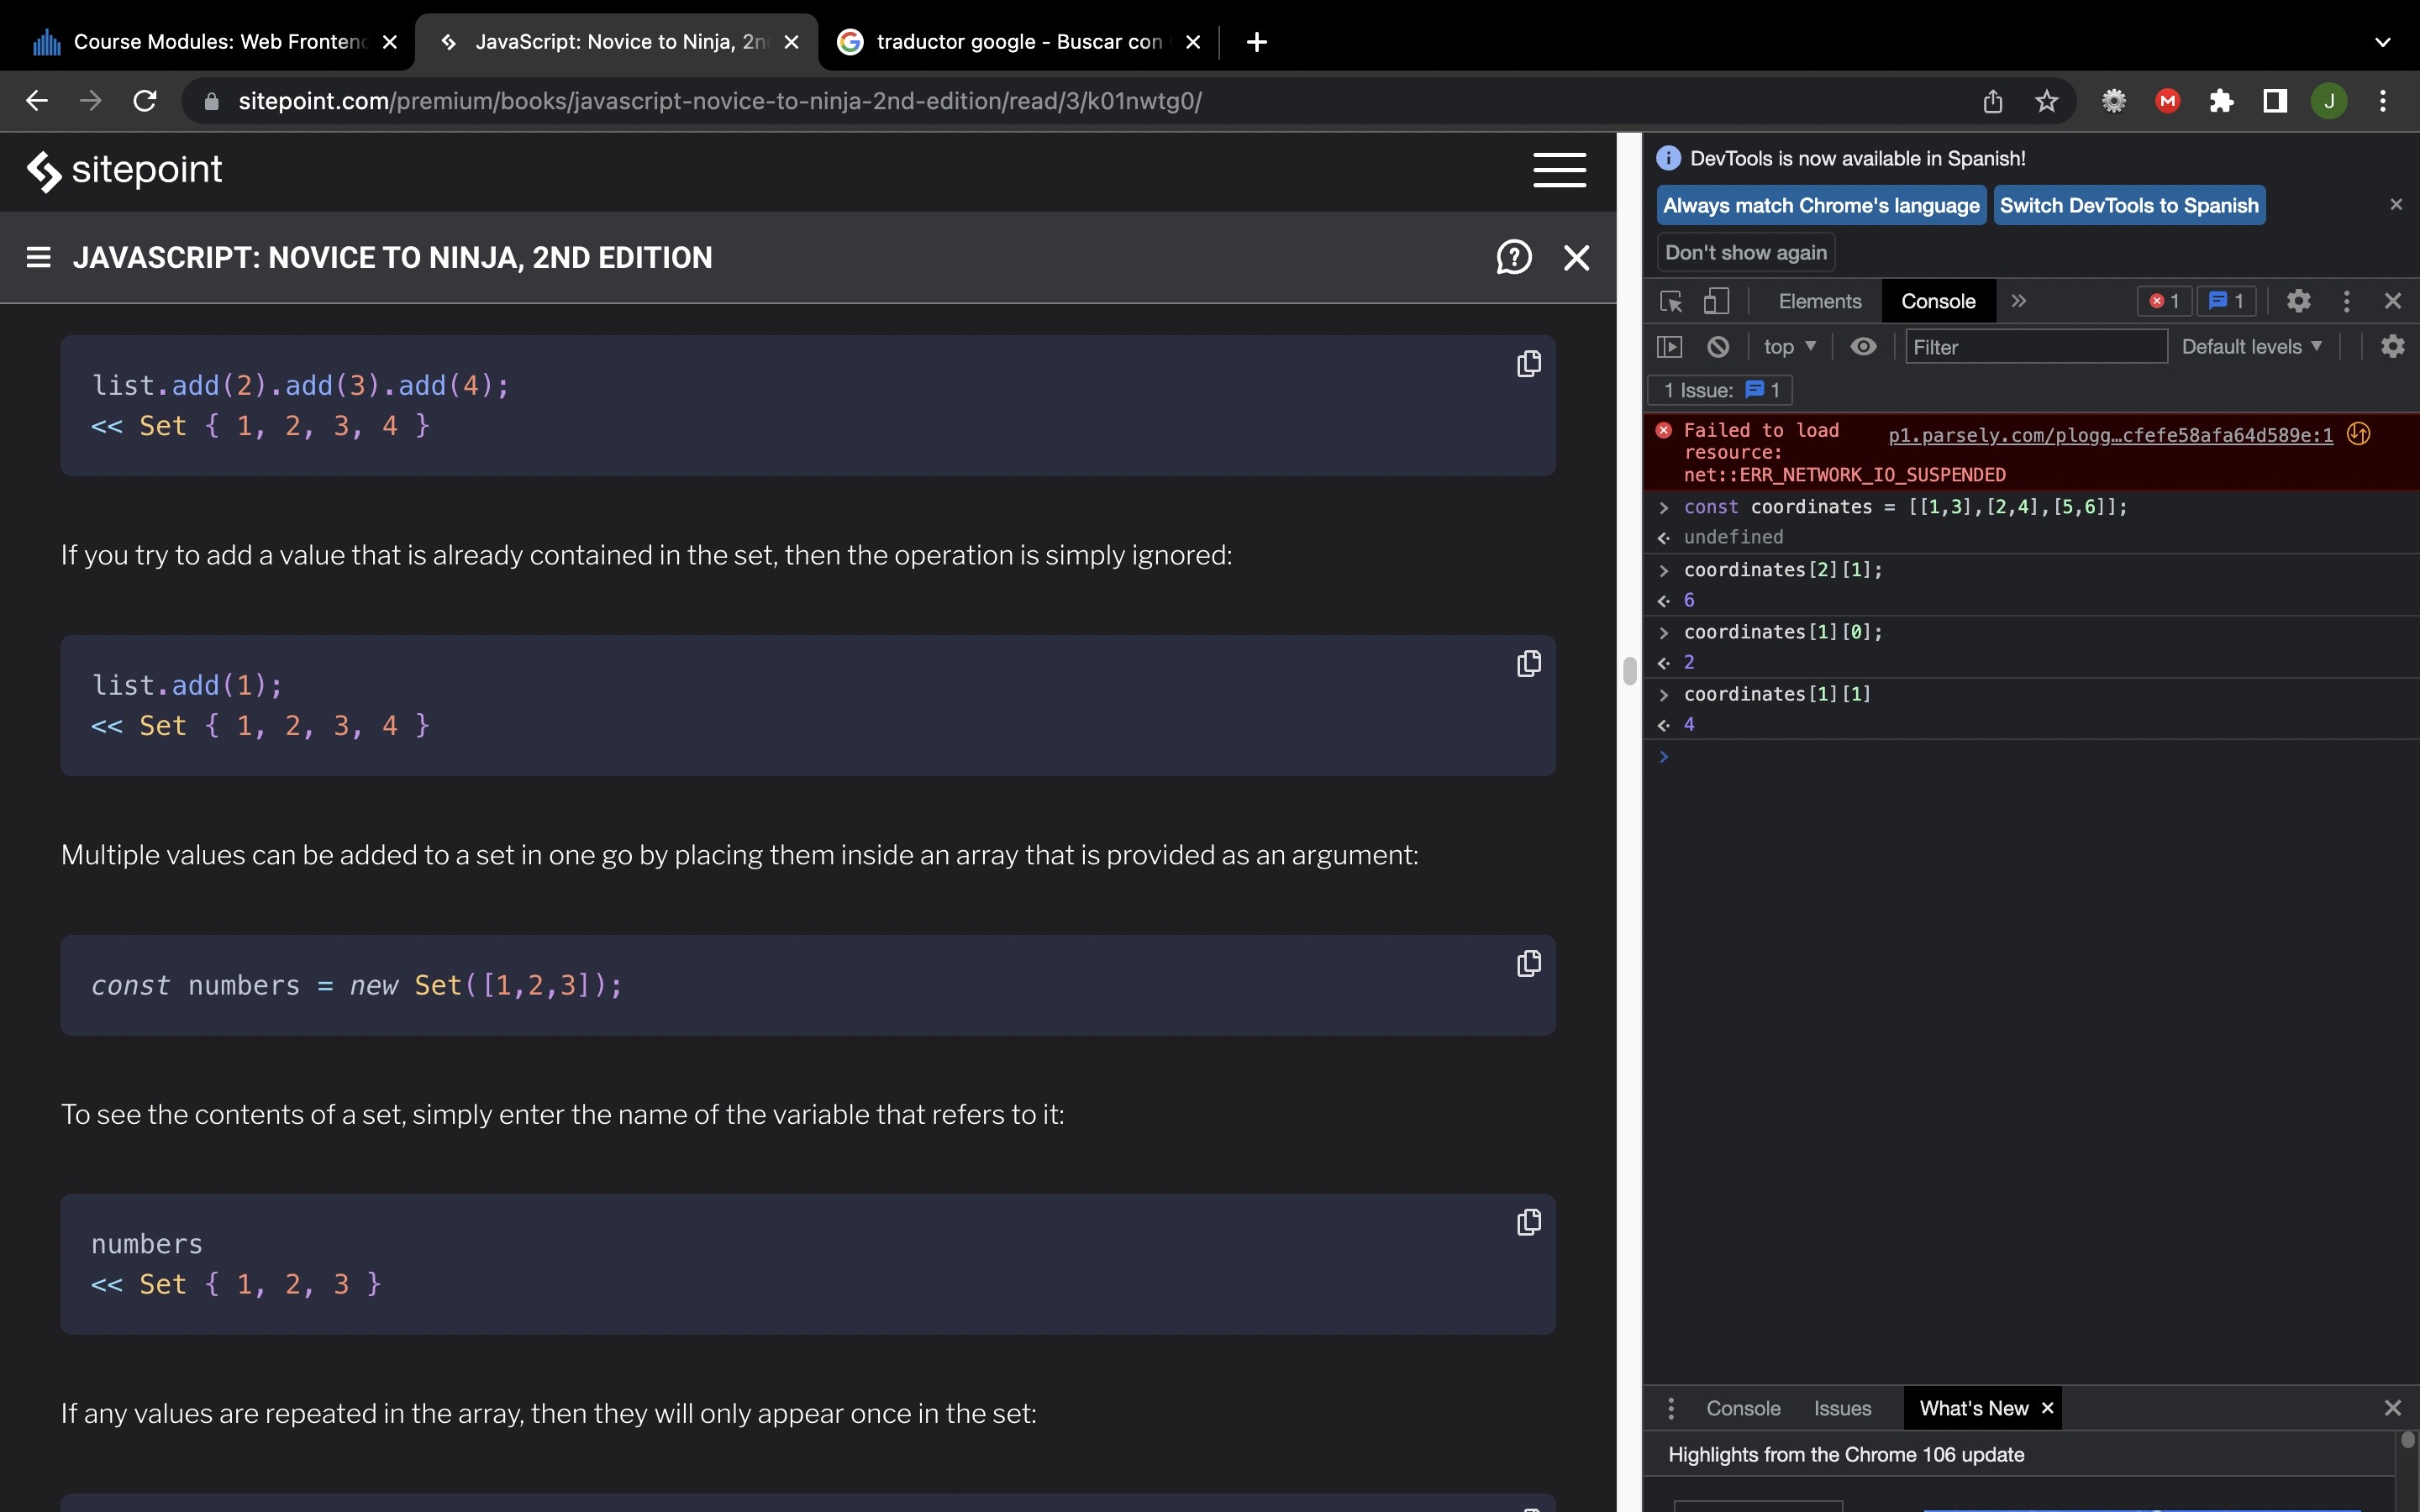 Course Modules: Web Frontend
JavaScript: Novice to Ninja, 2n
traductor google - Buscar con
sitepoint.com/premium/books/javascript-novice-to-ninja-2nd-edition/read/3/k01nwtg0/
M
J
sitepoint
JAVASCRIPT: NOVICE TO NINJA, 2ND EDITION
list.add(2).add(3).add(4);
<< Set { 1, 2, 3, 4 }
If you try to add a value that is already contained in the set, then the operation is simply ignored:
list.add(1);
<< Set { 1, 2, 3, 4 }
Multiple values can be added to a set in one go by placing them inside an array that is provided as an argument:
const numbers = new Set([1,2,3]);
To see the contents of a set, simply enter the name of the variable that refers to it:
numbers
<< Set { 1, 2, 3 }
If any values are repeated in the array, then they will only appear once in the set:
DevTools is now available in Spanish!
Always match Chrome's language Switch DevTools to Spanish
Don't show again
Elements Console » 1 1
top Filter Default levels
1 Issue: 1
Failed to load p1.parsely.com/plogg…cfefe58afa64d589e:1
resource:
net::ERR_NETWORK_IO_SUSPENDED
> const coordinates = [[1,3],[2,4],[5,6]];
undefined
> coordinates[2][1];
6
> coordinates[1][0];
2
> coordinates[1][1]
4
>
Console Issues What's New
Highlights from the Chrome 106 update